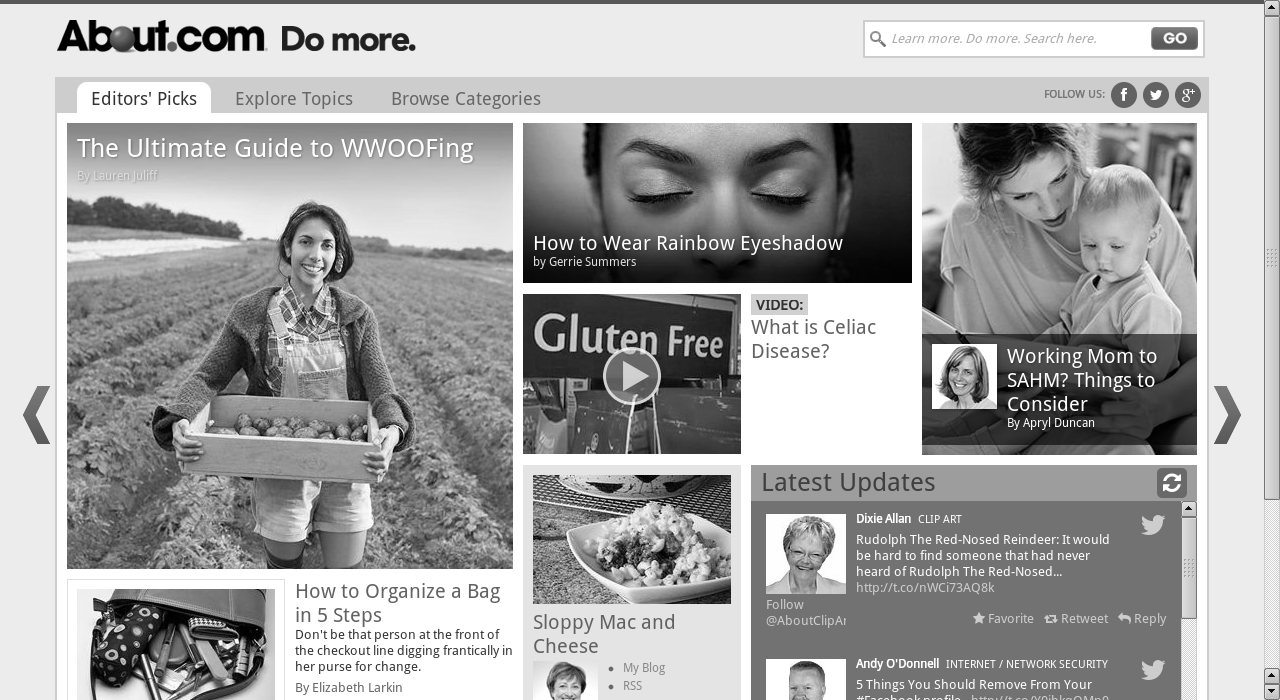 About.com Do more.
Learn more. Do more. Search here.
GO
Editors' Picks
Explore Topics
Browse Categories
FOLLOW US:
The Ultimate Guide to WWOOFing
By Lauren Juliff
How to Wear Rainbow Eyeshadow
by Gerrie Summers
Gluten Free
VIDEO:
What is Celiac
Disease?
Working Mom to
SAHM? Things to
Consider
By Apryl Duncan
How to Organize a Bag
in 5 Steps
Don't be that person at the front of
the checkout line digging frantically in
her purse for change.
By Elizabeth Larkin
Sloppy Mac and
Cheese
My Blog
RSS
Latest Updates
Dixie Allan CLIP ART
Rudolph The Red-Nosed Reindeer: It would
be hard to find someone that had never
heard of Rudolph The Red-Nosed...
http://t.co/nWCi73AQ8k
Follow
@AboutClipAr
Favorite Retweet Reply
Andy O'Donnell INTERNET / NETWORK SECURITY
5 Things You Should Remove From Your
#Facebook profile